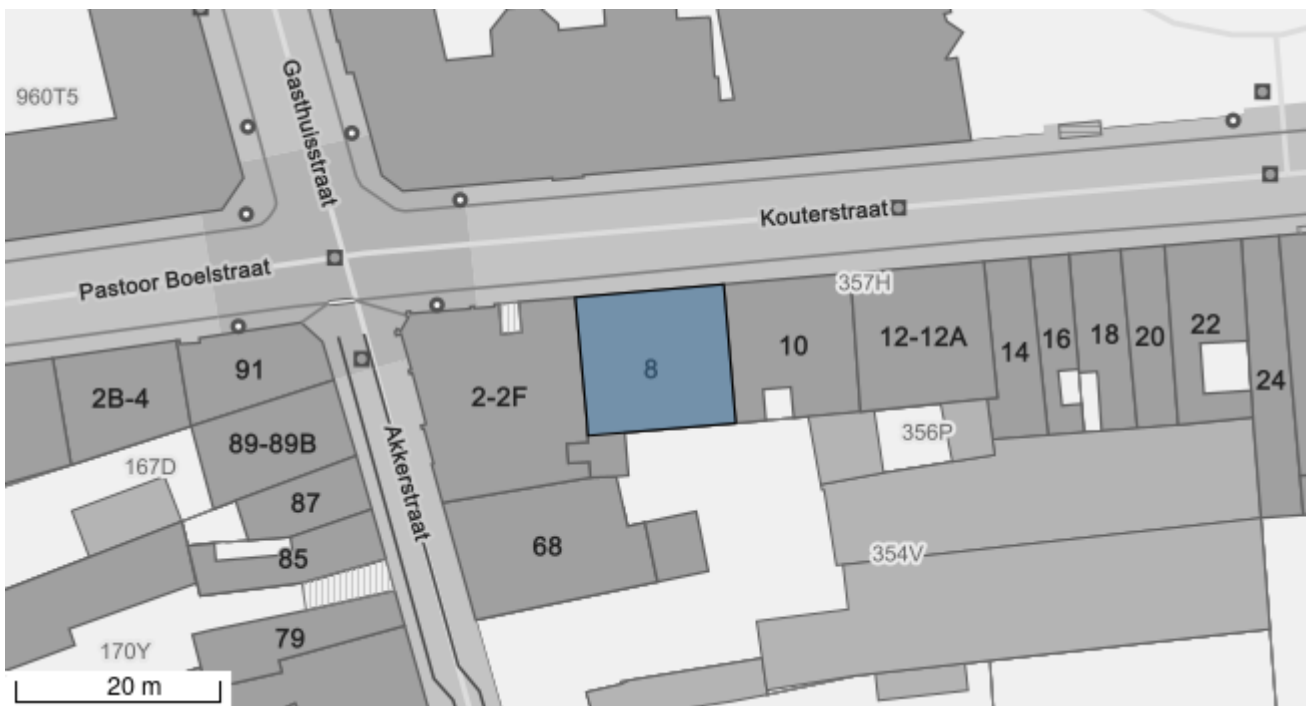 960T5
Gasthuisstraat
Kouterstraat
Pastoor Boelstraat
357H
2B-4
91
2-2F
8
10
12-12A
14
16
18
20
22
24
89-89B
167D
87
85
Akkerstraat
68
356P
354V
79
170Y
20 m